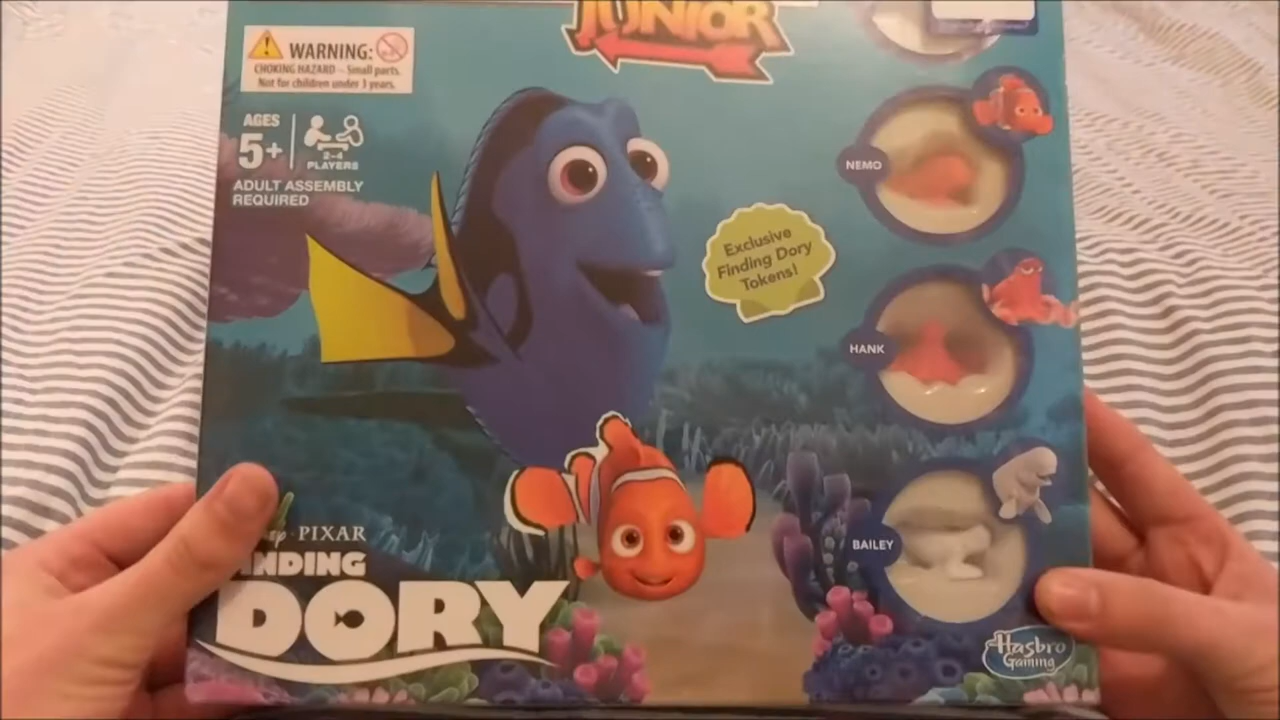 JUNIOR
WARNING:
CHOKING HAZARD - Small parts.
Not for children under 3 years.
AGES
5+
2-4
PLAYERS
ADULT ASSEMBLY
REQUIRED
NEMO
Exclusive
Finding Dory
Tokens!
HANK
BAILEY
PIXAR
NDING
DORY
Hasbro
Gaming